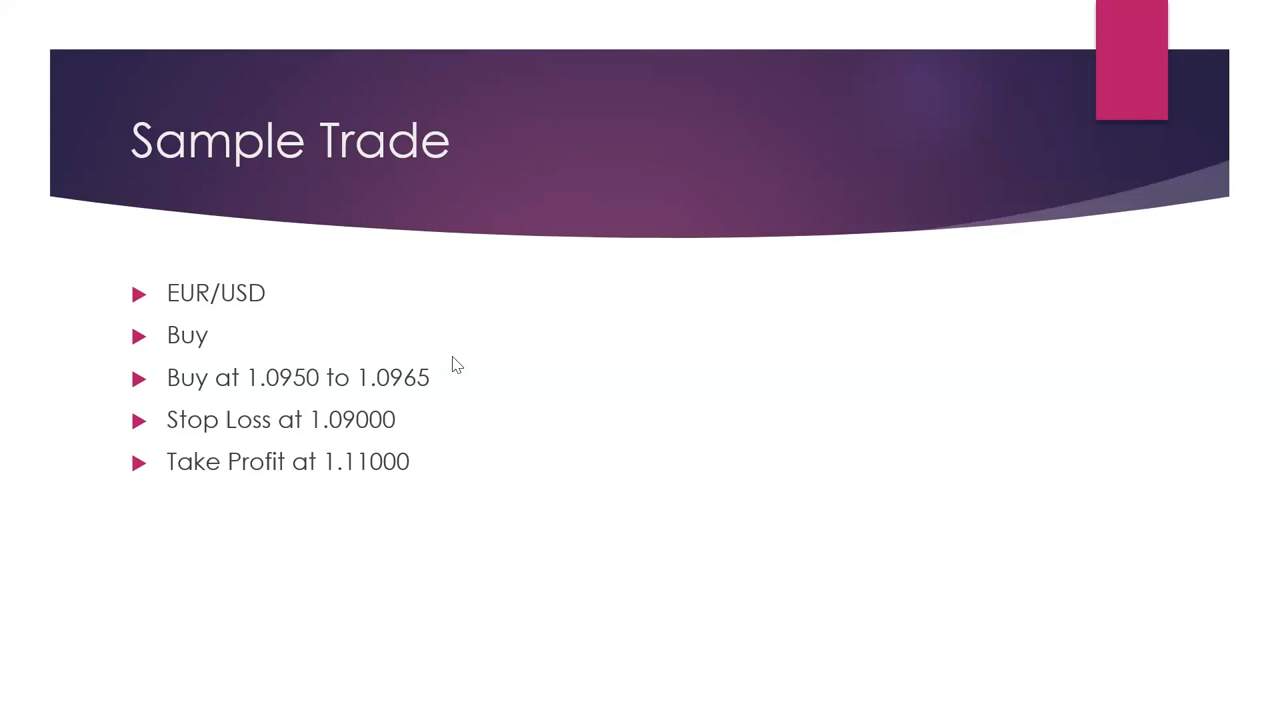 Sample Trade
EUR/USD
Buy
Buy at 1.0950 to 1.0965
Stop Loss at 1.09000
Take Profit at 1.11000